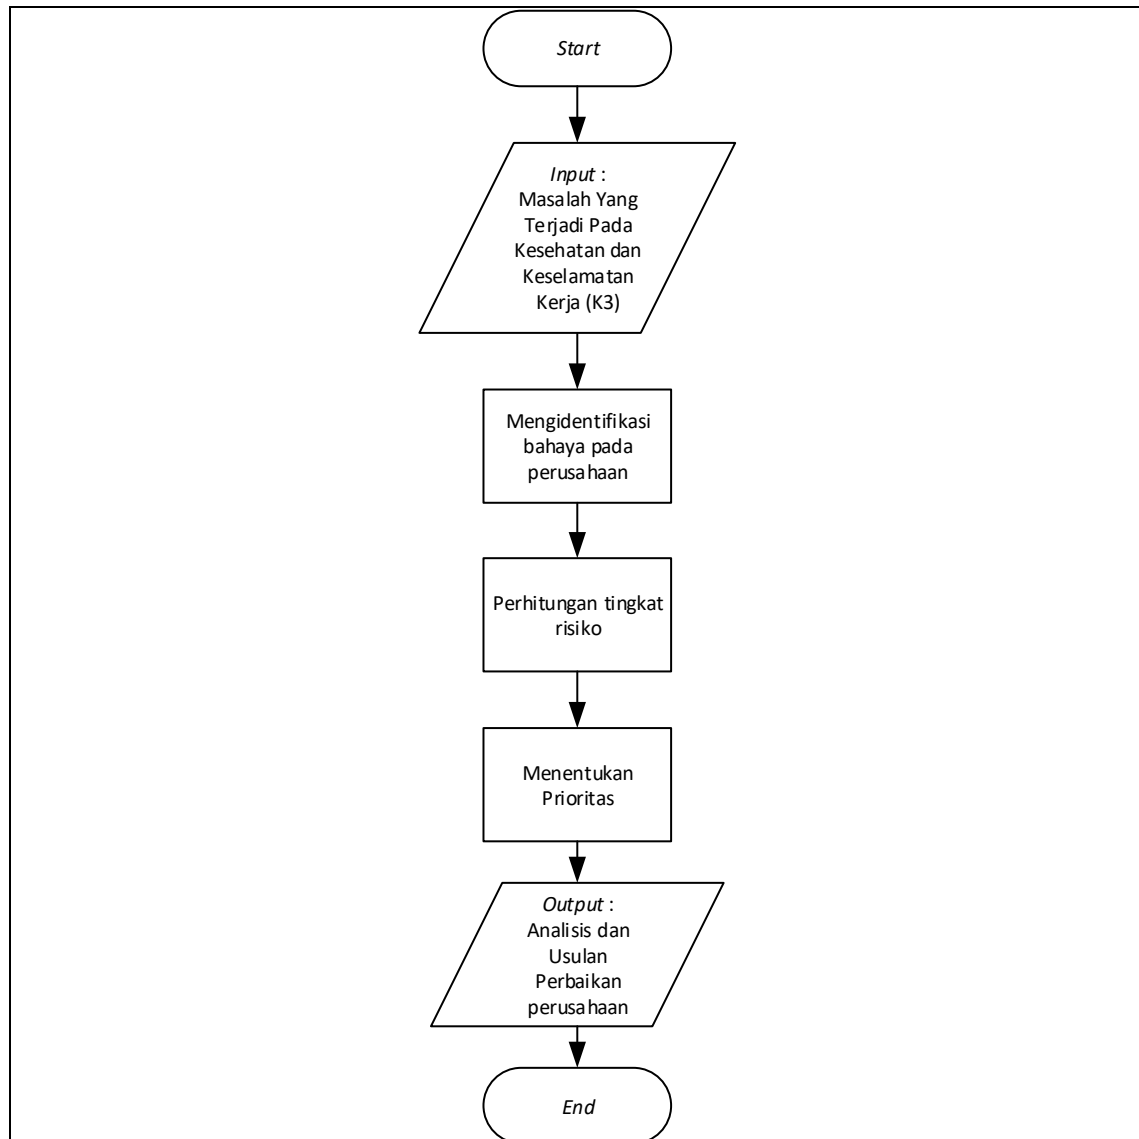 Start
Input :
Masalah Yang
Terjadi Pada
Kesehatan dan
Keselamatan
Kerja (K3)
Mengidentifikasi
bahaya pada
perusahaan
Perhitungan tingkat
risiko
Menentukan
Prioritas
Output :
Analisis dan
Usulan
Perbaikan
perusahaan
End